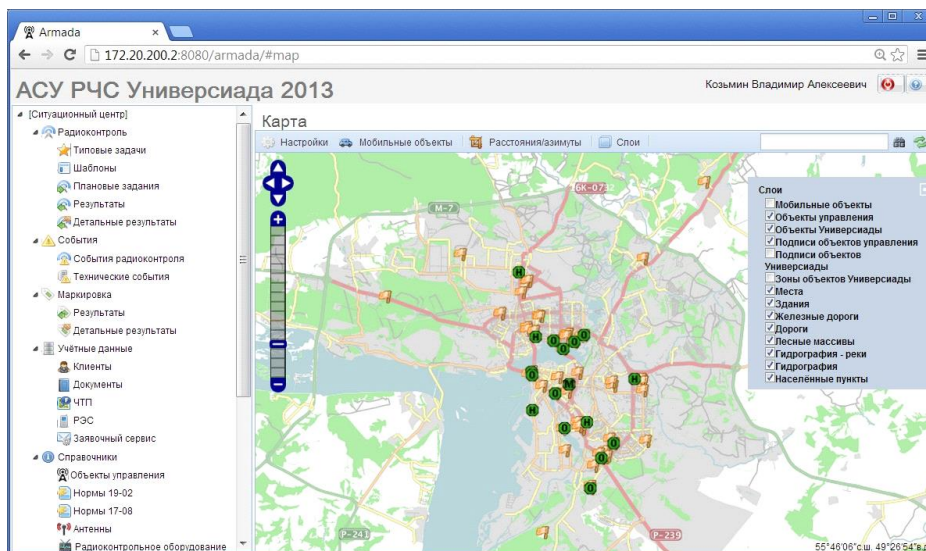 Armada
172.20.200.2:8080/armada/#map
АСУ РЧС Универсиада 2013
Козьмин Владимир Алексеевич
[Ситуационный центр]
Радиоконтроль
Типовые задачи
Шаблоны
Плановые задания
Результаты
Детальные результаты
События
События радиоконтроля
Технические события
Маркировка
Результаты
Детальные результаты
Учётные данные
Клиенты
Документы
ЧТП
РЭС
Заявочный сервис
Справочники
Объекты управления
Нормы 19-02
Нормы 17-08
Антенны
Радиоконтрольное оборудование
Карта
Настройки Мобильные объекты Расстояния/азимуты Слои
Слои
Мобильные объекты
Объекты управления
Объекты Универсиады
Подписи объектов управления
Подписи объектов
Универсиады
Зоны объектов Универсиады
Места
Здания
Железные дороги
Дороги
Лесные массивы
Гидрография - реки
Гидрография
Населённые пункты
16К-0732
М-7
Н
Н О О О О
О О М Н
Н О О Н О
О О
Р-241
Р-239
55°46'06"с.ш. 49°26'54"в.д